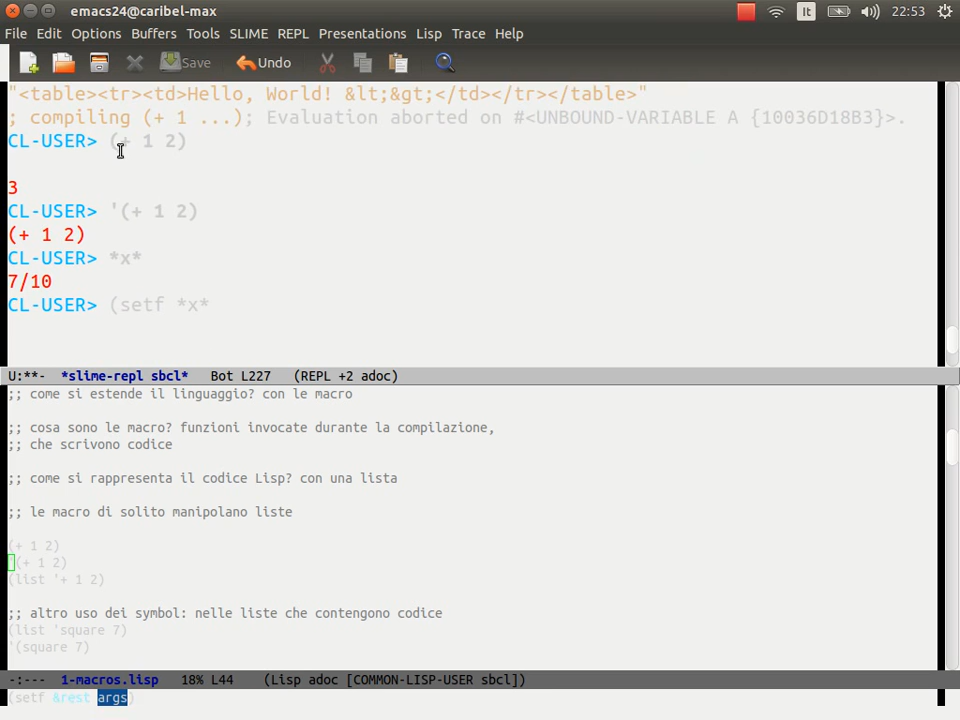 emacs24@caribel-max
It
22:53
File Edit Options Buffers Tools SLIME REPL Presentations Lisp Trace Help
Save Undo
"<table><tr><td>Hello, World! &lt;&gt;</td></tr></table>"
; compiling (+ 1 ...); Evaluation aborted on #<UNBOUND-VARIABLE A {10036D18B3}>.
CL-USER> (+ 1 2)
3
CL-USER> '(+ 1 2)
(+ 1 2)
CL-USER> *x*
7/10
CL-USER> (setf *x*
U:**- *slime-repl sbcl* Bot L227 (REPL +2 adoc)
;; come si estende il linguaggio? con le macro
;; cosa sono le macro? funzioni invocate durante la compilazione,
;; che scrivono codice
;; come si rappresenta il codice Lisp? con una lista
;; le macro di solito manipolano liste
(+ 1 2)
'(+ 1 2)
(list '+ 1 2)
;; altro uso dei symbol: nelle liste che contengono codice
(list 'square 7)
'(square 7)
-:--- 1-macros.lisp 18% L44 (Lisp adoc [COMMON-LISP-USER sbcl])
(setf &rest args)